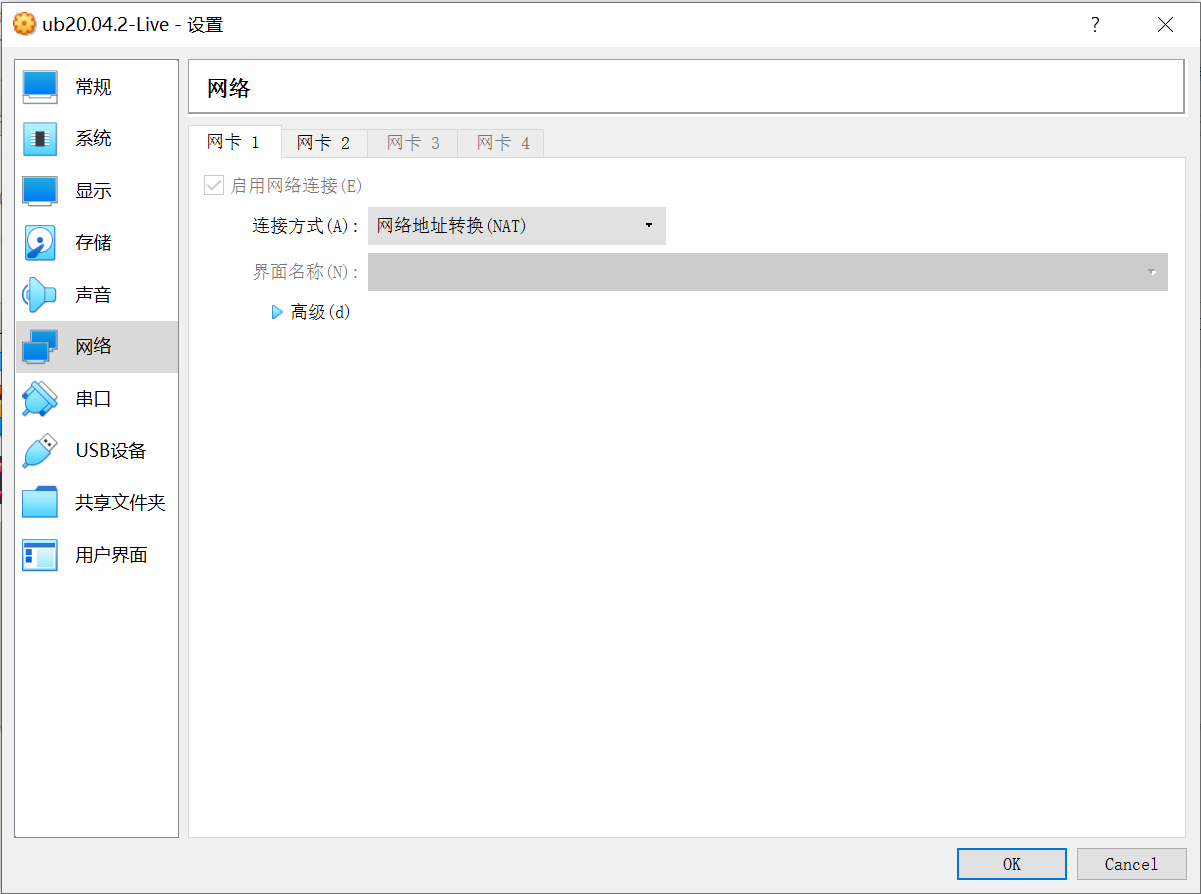 ub20.04.2-Live - 设置
?
常规
系统
显示
存储
声音
网络
串口
USB设备
共享文件夹
用户界面
网络
网卡 1 网卡 2 网卡 3 网卡 4
启用网络连接(E)
连接方式(A): 网络地址转换(NAT)
界面名称(N):
高级(d)
OK Cancel